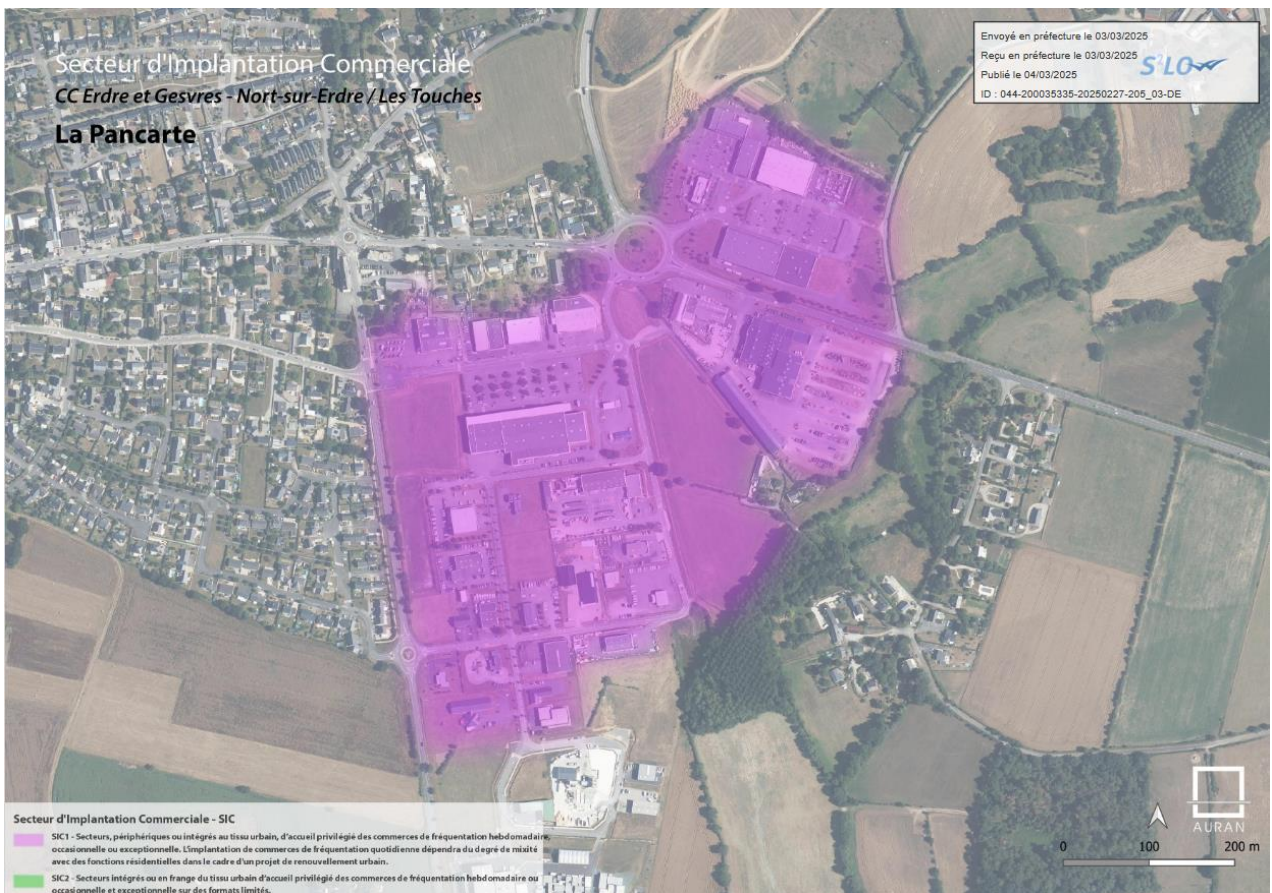 Secteur d'Implantation Commerciale
CC Erdre et Gesvres - Nort-sur-Erdre / Les Touches
La Pancarte
Envoyé en préfecture le 03/03/2025
Reçu en préfecture le 03/03/2025
Publié le 04/03/2025
S²LO
ID : 044-200035335-20250227-205_03-DE
Secteur d'Implantation Commerciale - SIC
SIC1 - Secteurs, périphériques ou intégrés au tissu urbain, d'accueil privilégié des commerces de fréquentation hebdomadaire,
occasionnelle ou exceptionnelle. L'implantation de commerces de fréquentation quotidienne dépendra du degré de mixité
avec des fonctions résidentielles dans le cadre d'un projet de renouvellement urbain.
SIC2 - Secteurs intégrés ou en frange du tissu urbain d'accueil privilégié des commerces de fréquentation hebdomadaire ou
occasionnelle et exceptionnelle sur des formats limités.
AURAN
0 100 200 m